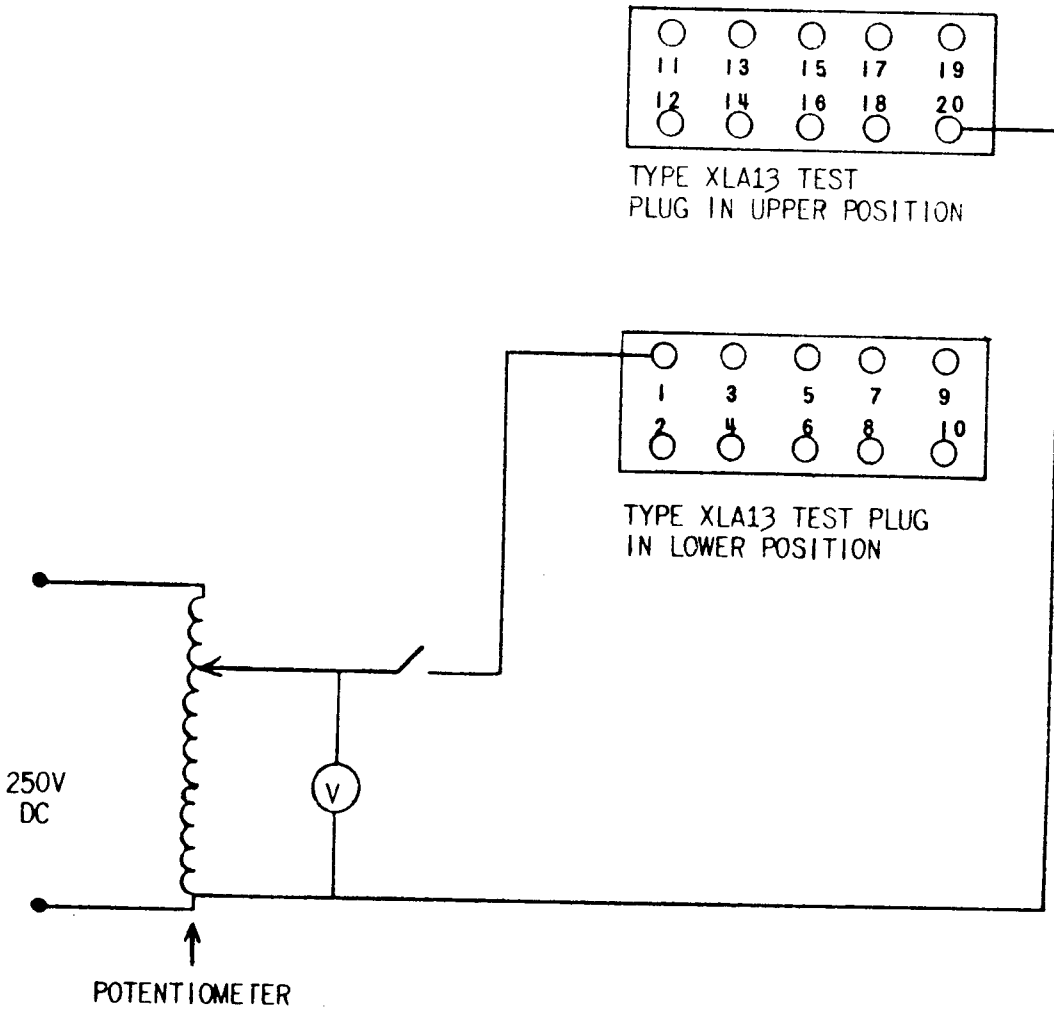 11 13 15 17 19
12 14 16 18 20
TYPE XLA13 TEST
PLUG IN UPPER POSITION
1 3 5 7 9
2 4 6 8 10
TYPE XLA13 TEST PLUG
IN LOWER POSITION
250V
DC
V
POTENTIOMETER